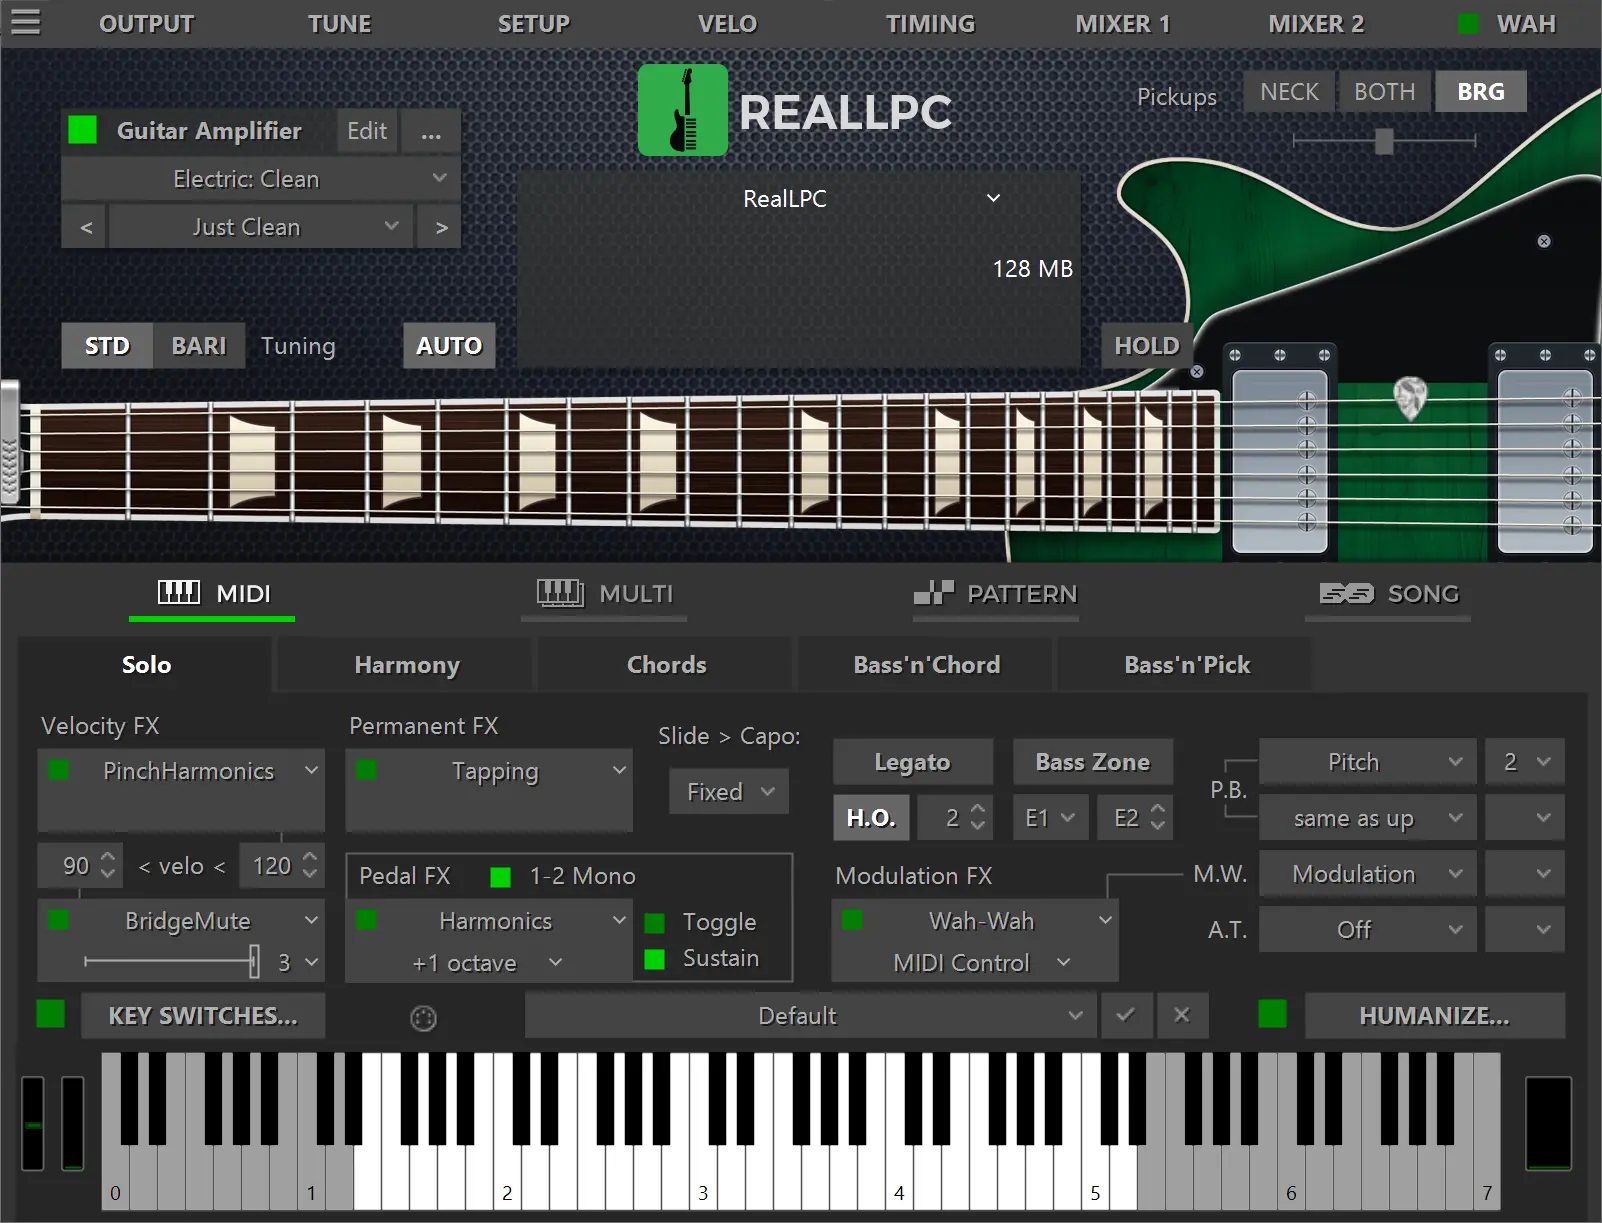 OUTPUT TUNE SETUP VELO TIMING MIXER 1 MIXER 2 WAH
REALLPC
Pickups NECK BOTH BRG
Guitar Amplifier Edit ...
Electric: Clean
< Just Clean >
RealLPC
128 MB
STD BARI Tuning AUTO HOLD
MIDI MULTI PATTERN SONG
Solo Harmony Chords Bass'n'Chord Bass'n'Pick
Velocity FX Permanent FX Slide > Capo:
PinchHarmonics Tapping Fixed
Legato Bass Zone
P.B. Pitch 2
H.O. 2 E1 E2 same as up
90 < velo < 120
Pedal FX 1-2 Mono
Modulation FX M.W. Modulation
BridgeMute Harmonics Toggle Wah-Wah A.T. Off
3 +1 octave Sustain MIDI Control
KEY SWITCHES... Default HUMANIZE...
0 1 2 3 4 5 6 7